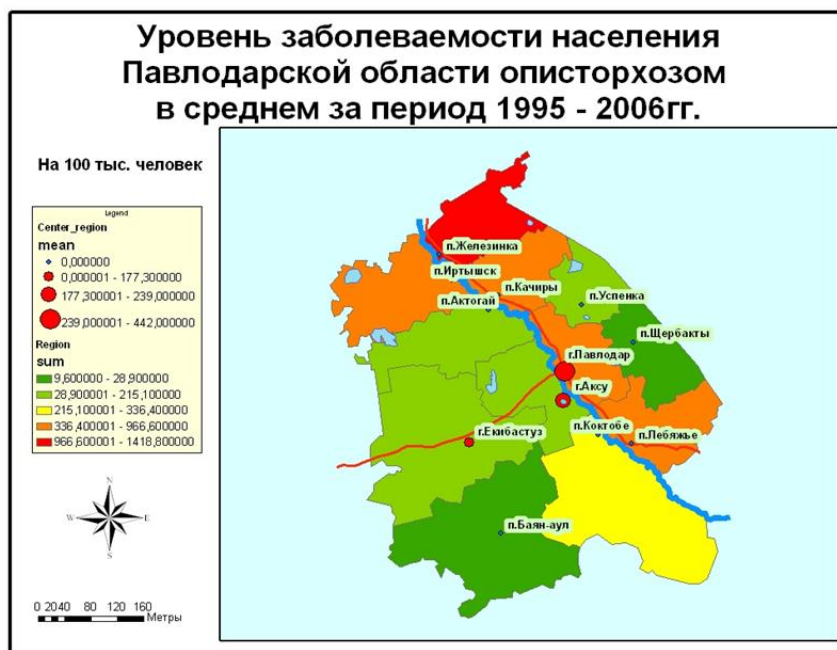 Уровень заболеваемости населения
Павлодарской области описторхозом
в среднем за период 1995 - 2006гг.
На 100 тыс. человек
Legend
Center_region
mean
0,000000
0,000001 - 177,300000
177,300001 - 239,000000
239,000001 - 442,000000
Region
sum
9,600000 - 28,900000
28,900001 - 215,100000
215,100001 - 336,400000
336,400001 - 966,600000
966,600001 - 1418,800000
N
W
E
S
0 2040 80 120 160
Метры
п.Железинка
п.Иртышск
п.Качиры
п.Актогай
п.Успенка
п.Щербакты
г.Павлодар
г.Аксу
г.Екибастуз
п.Коктобе
п.Лебяжье
п.Баян-аул